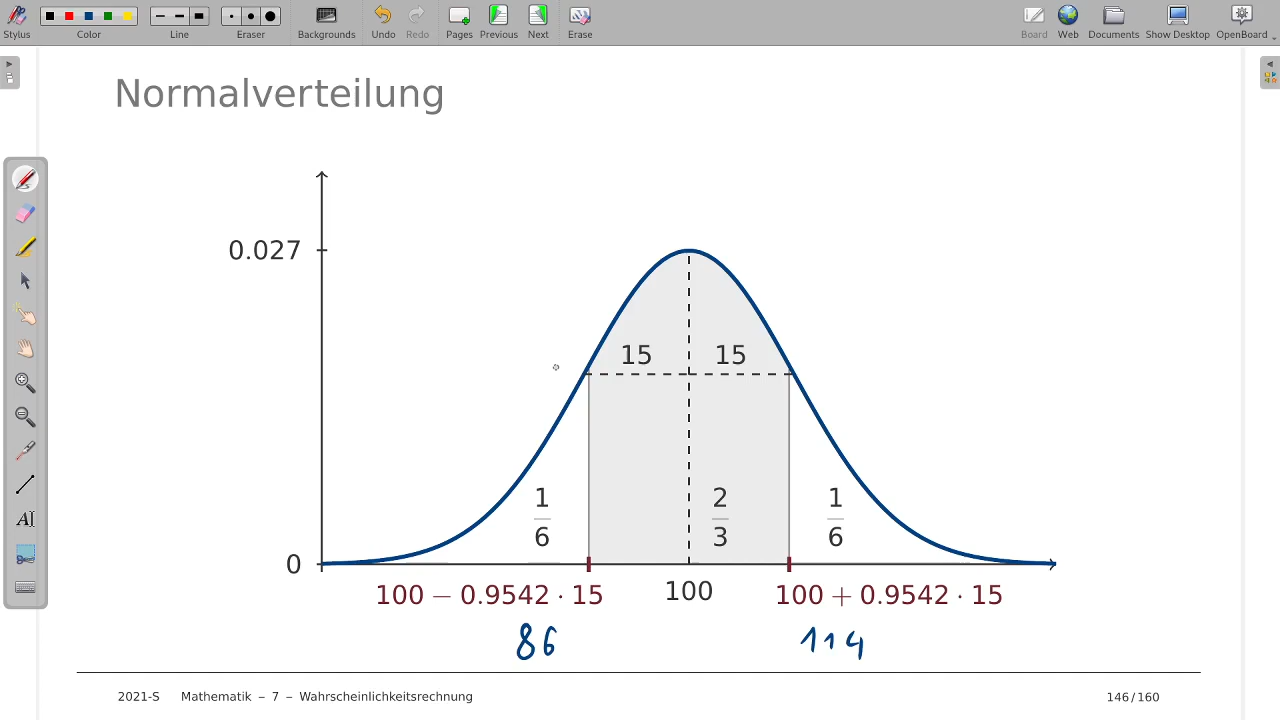 Stylus Color Line Eraser Backgrounds Undo Redo Pages Previous Next Erase Board Web Documents Show Desktop OpenBoard
Normalverteilung
0.027
15 15
1/6 2/3 1/6
0
100 − 0.9542 · 15 100 100 + 0.9542 · 15
86 114
2021-S Mathematik – 7 – Wahrscheinlichkeitsrechnung 146/160